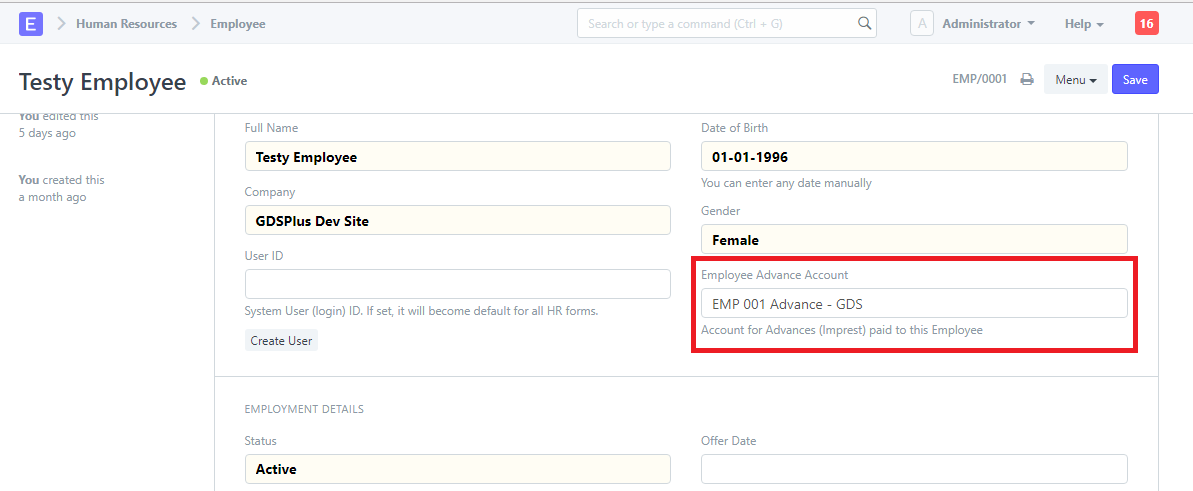 E Human Resources Employee Search or type a command (Ctrl + G) A Administrator Help 16
Testy Employee Active EMP/0001 Menu Save
You edited this
5 days ago
You created this
a month ago
Full Name
Testy Employee
Company
GDSPlus Dev Site
User ID
System User (login) ID. If set, it will become default for all HR forms.
Create User
Date of Birth
01-01-1996
You can enter any date manually
Gender
Female
Employee Advance Account
EMP 001 Advance - GDS
Account for Advances (Imprest) paid to this Employee
EMPLOYMENT DETAILS
Status
Active
Offer Date